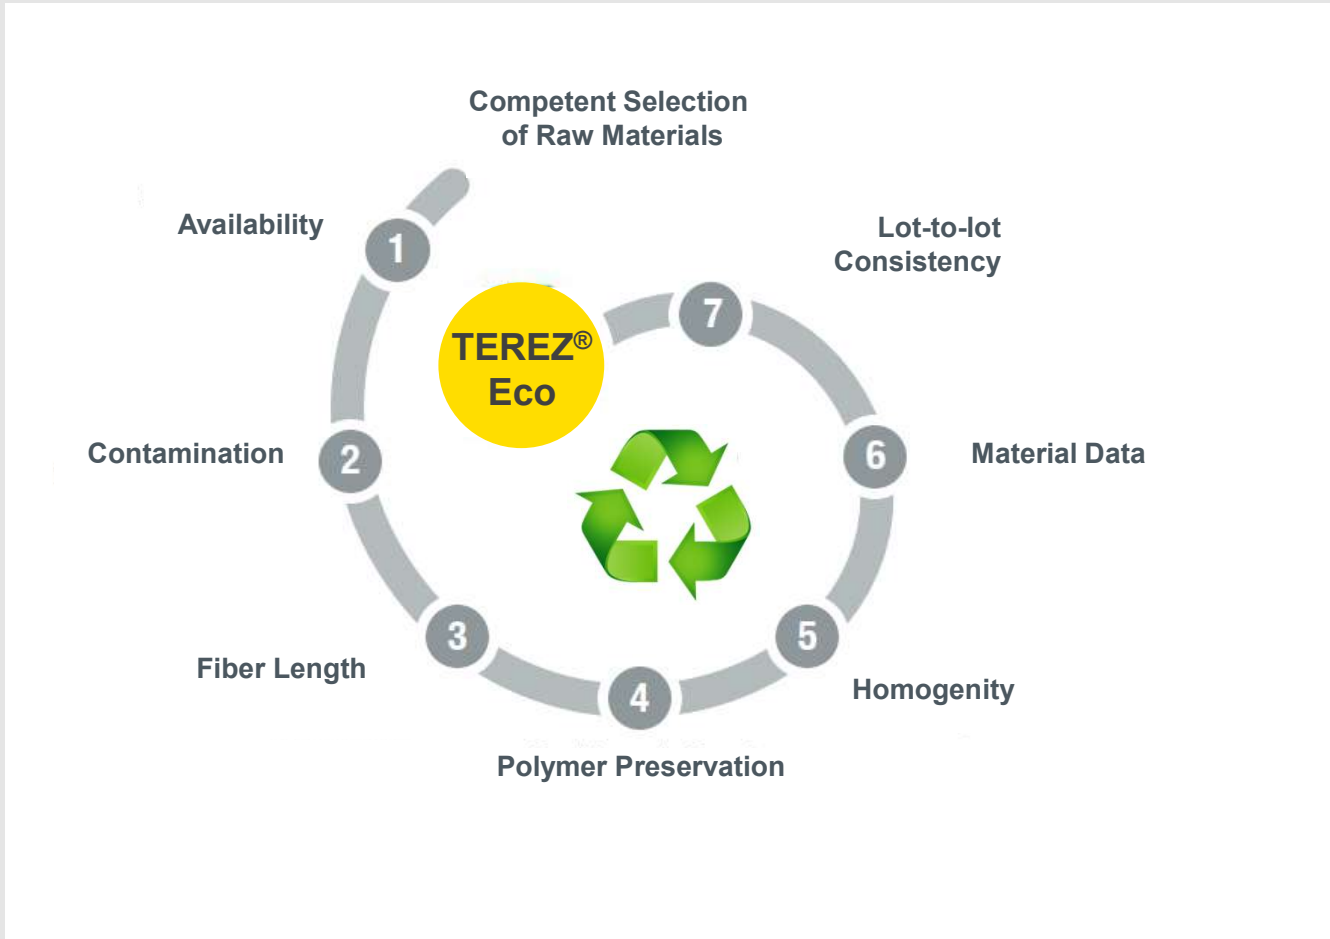 Competent Selection
of Raw Materials
Availability
1
Contamination
2
Fiber Length
3
4
Polymer Preservation
5
Homogenity
6
Material Data
7
Lot-to-lot
Consistency
TEREZ®
Eco